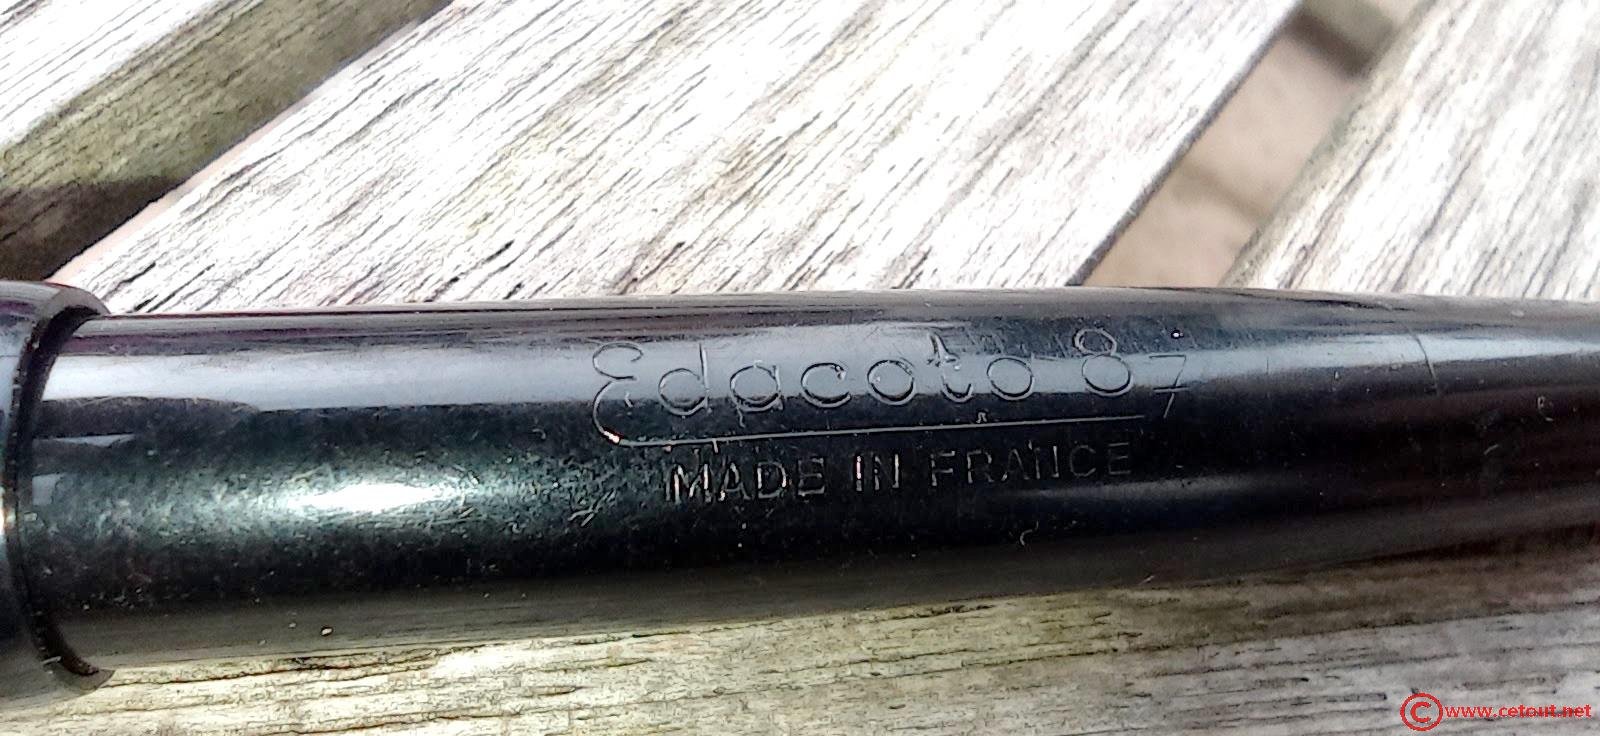 Edacoto 87
MADE IN FRANCE
©www.cetout.net